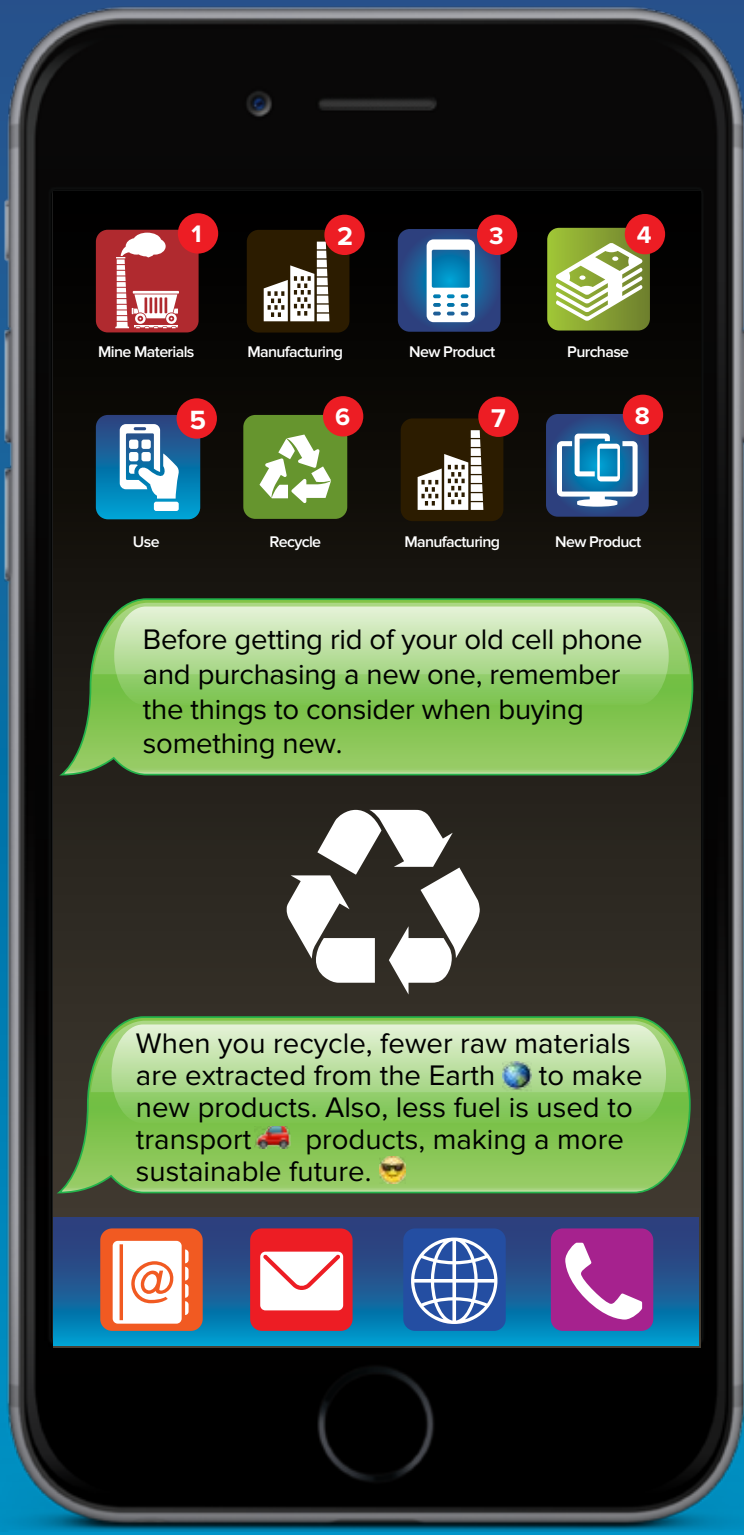 1 2 3 4
Mine Materials Manufacturing New Product Purchase
5 6 7 8
Use Recycle Manufacturing New Product
Before getting rid of your old cell phone
and purchasing a new one, remember
the things to consider when buying
something new.
When you recycle, fewer raw materials
are extracted from the Earth 🌎 to make
new products. Also, less fuel is used to
transport 🚗 products, making a more
sustainable future. 😎
@